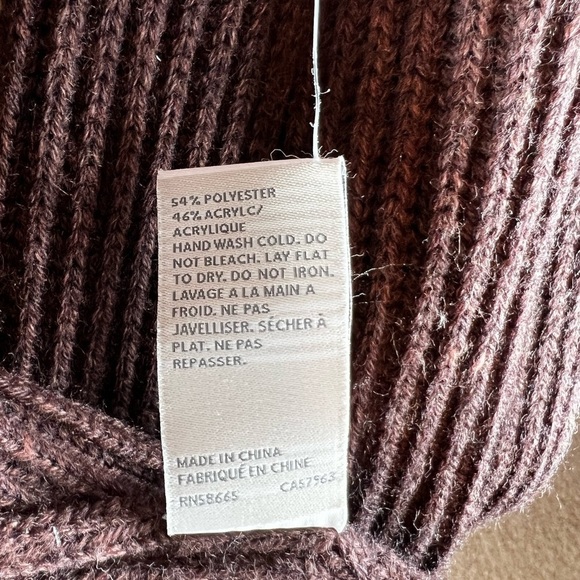 54% POLYESTER
46% ACRYLC/
ACRYLIQUE
HAND WASH COLD. DO
NOT BLEACH. LAY FLAT
TO DRY. DO NOT IRON.
LAVAGE A LA MAIN A
FROID. NE PAS
JAVELLISER. SÉCHER À
PLAT. NE PAS
REPASSER.
MADE IN CHINA
FABRIQUÉ EN CHINE
RN58665 CA57563